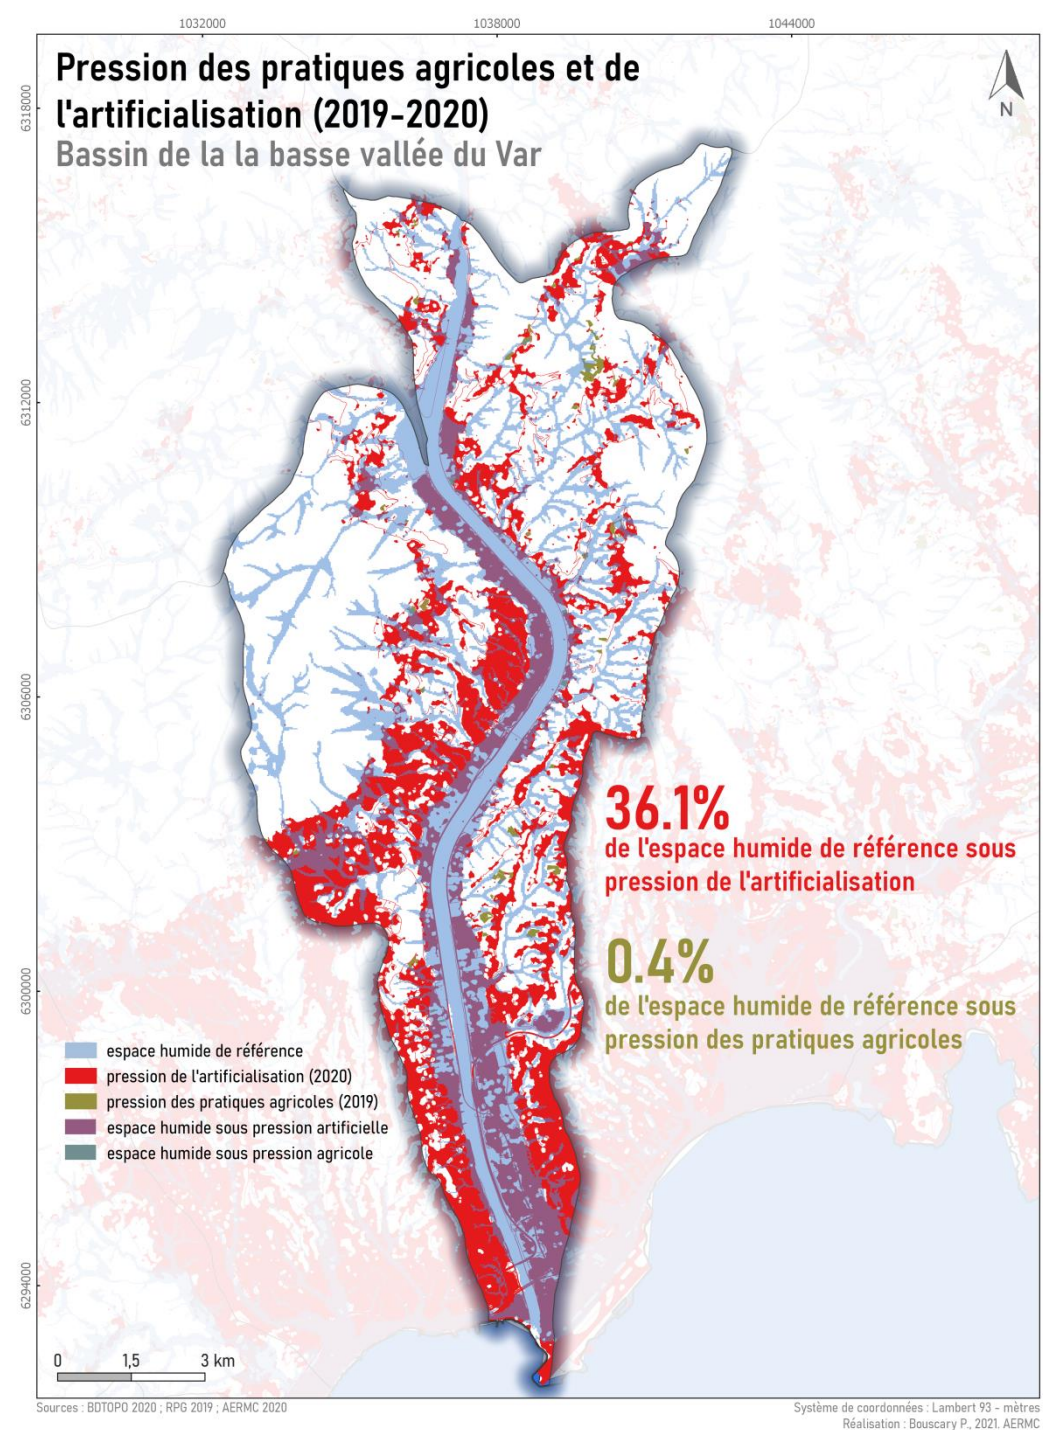 1032000
1038000
1044000
Pression des pratiques agricoles et de
l'artificialisation (2019-2020)
Bassin de la la basse vallée du Var
N
6318000
6312000
6306000
6300000
6294000
36.1%
de l'espace humide de référence sous
pression de l'artificialisation
0.4%
de l'espace humide de référence sous
pression des pratiques agricoles
espace humide de référence
pression de l'artificialisation (2020)
pression des pratiques agricoles (2019)
espace humide sous pression artificielle
espace humide sous pression agricole
0 1,5 3 km
Sources : BDTOPO 2020 ; RPG 2019 ; AERMC 2020
Système de coordonnées : Lambert 93 - mètres
Réalisation : Bouscary P., 2021. AERMC